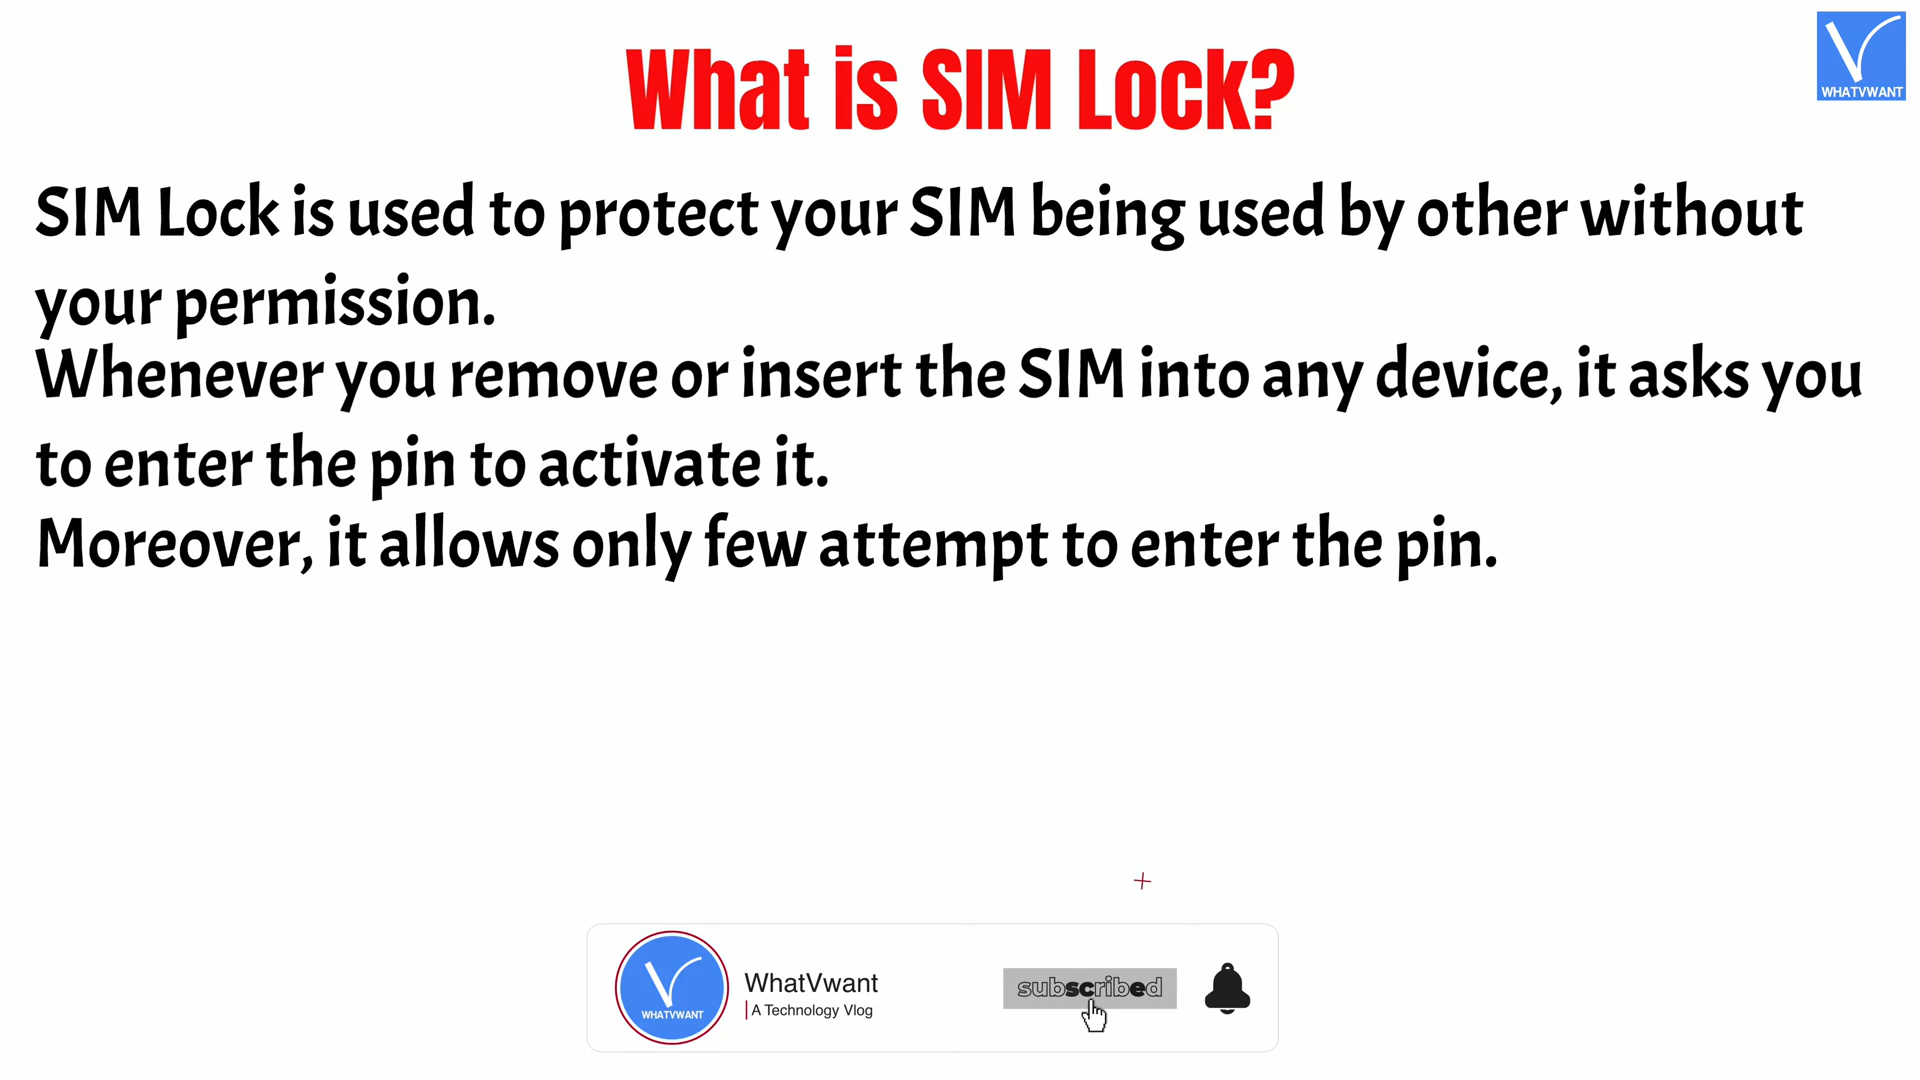 What is SIM Lock?
WHATVWANT
SIM Lock is used to protect your SIM being used by other without
your permission.
Whenever you remove or insert the SIM into any device, it asks you
to enter the pin to activate it.
Moreover, it allows only few attempt to enter the pin.
WHATVWANT
WhatVwant
A Technology Vlog
subscribed